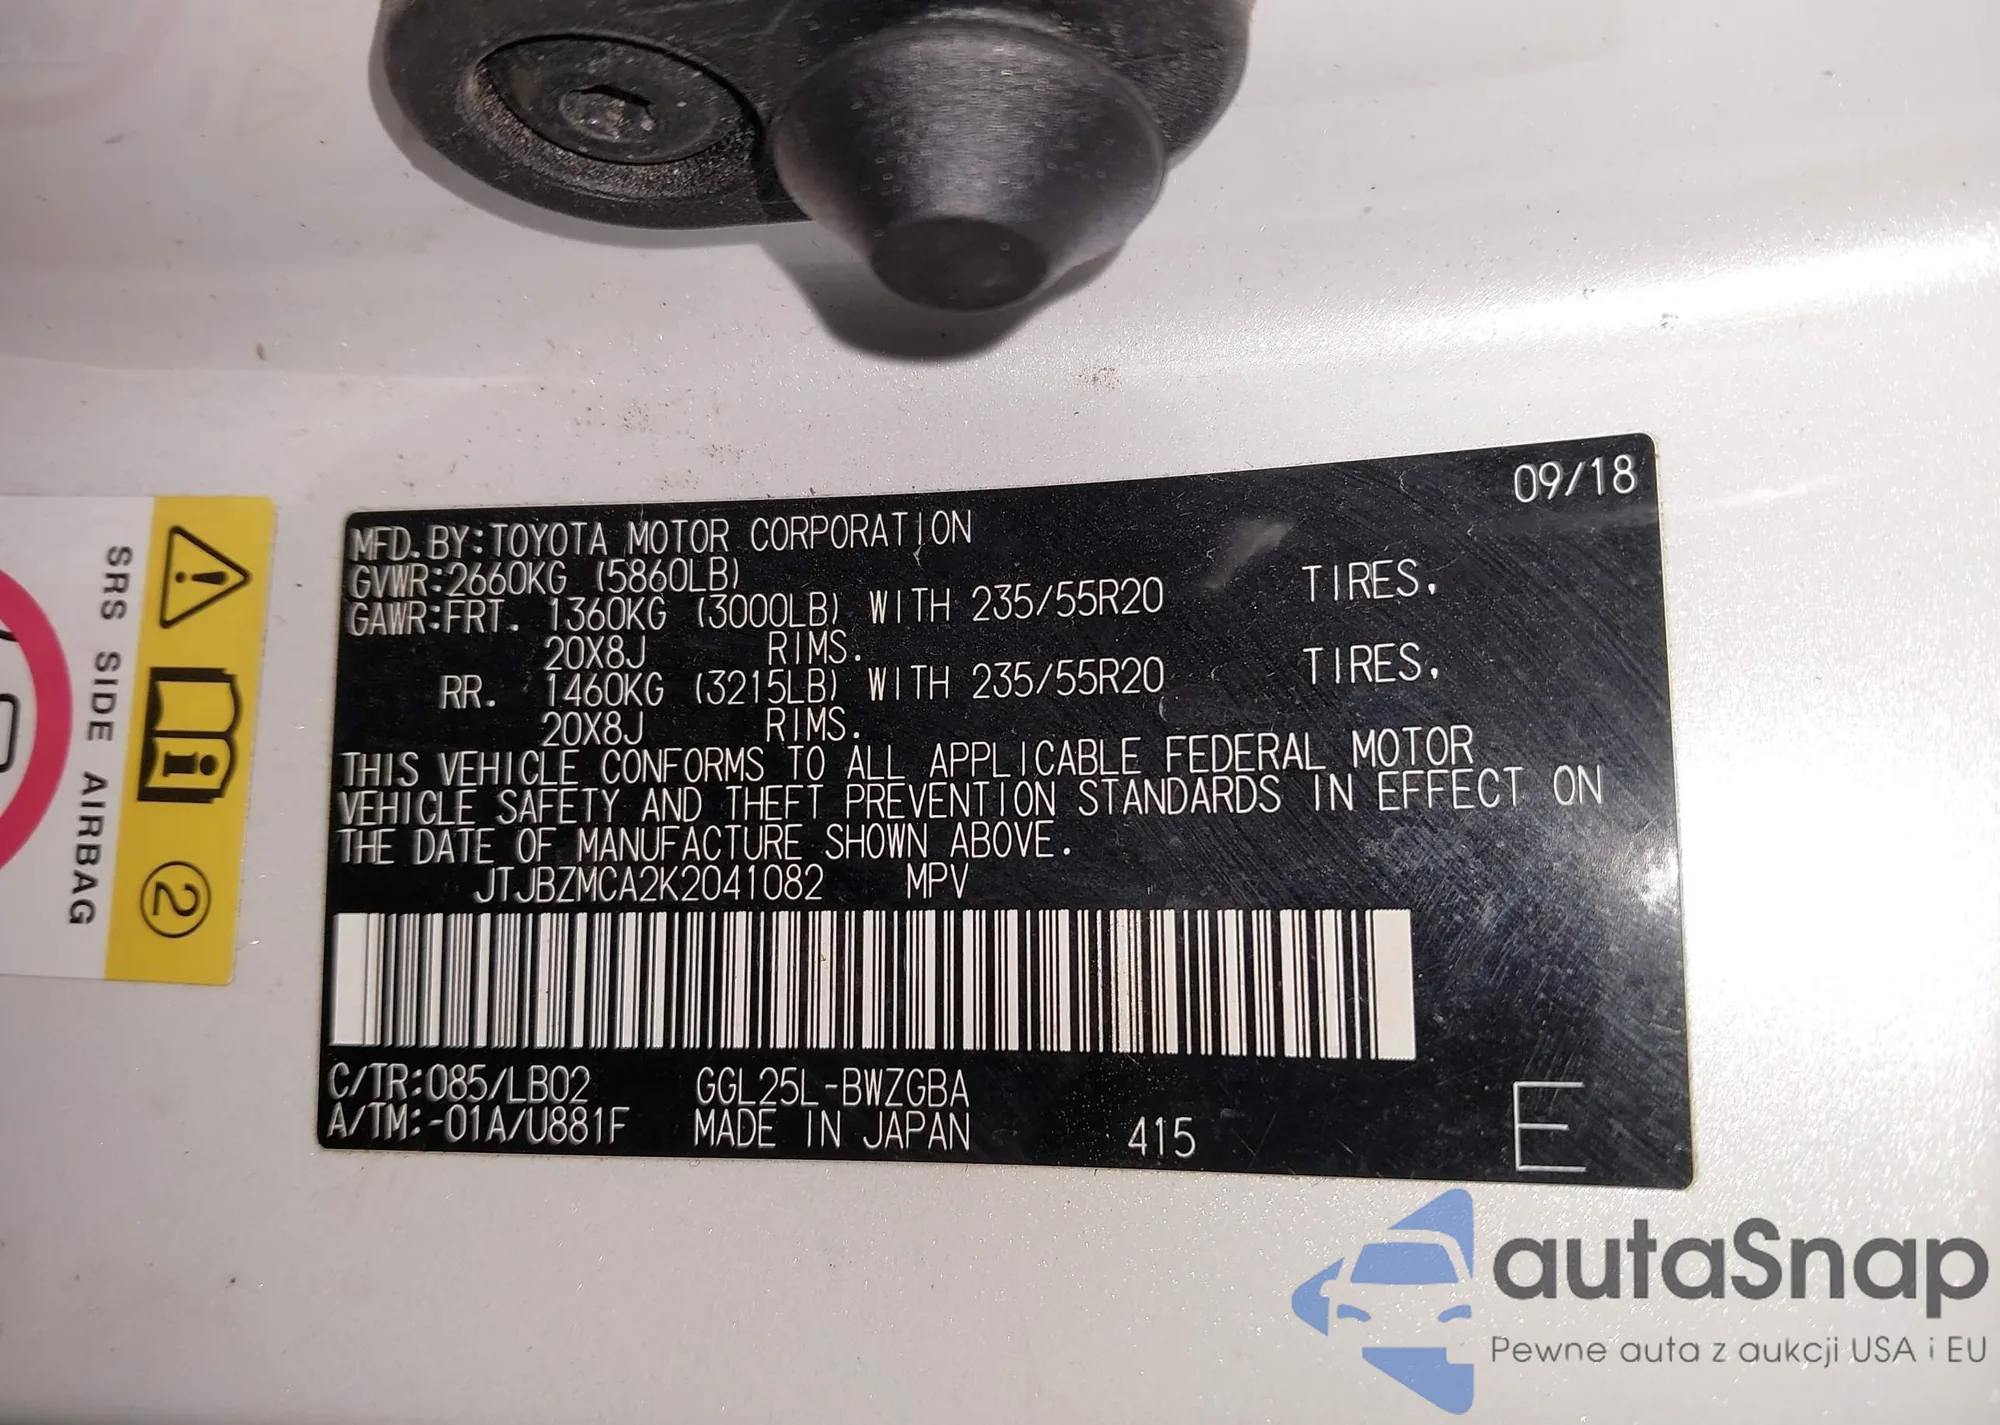 09/18
MFD.BY:TOYOTA MOTOR CORPORATION
GVWR:2660KG (5860LB)
GAWR:FRT. 1360KG (3000LB) WITH 235/55R20 TIRES,
20X8J RIMS.
RR. 1460KG (3215LB) WITH 235/55R20 TIRES,
20X8J RIMS.
THIS VEHICLE CONFORMS TO ALL APPLICABLE FEDERAL MOTOR
VEHICLE SAFETY AND THEFT PREVENTION STANDARDS IN EFFECT ON
THE DATE OF MANUFACTURE SHOWN ABOVE.
JTJBZMCA2K2041082 MPV
C/TR:085/LB02 GGL25L-BWZGBA
A/TM:-01A/U881F MADE IN JAPAN 415 E
SRS SIDE AIRBAG
2
autaSnap
Pewne auta z aukcji USA i EU